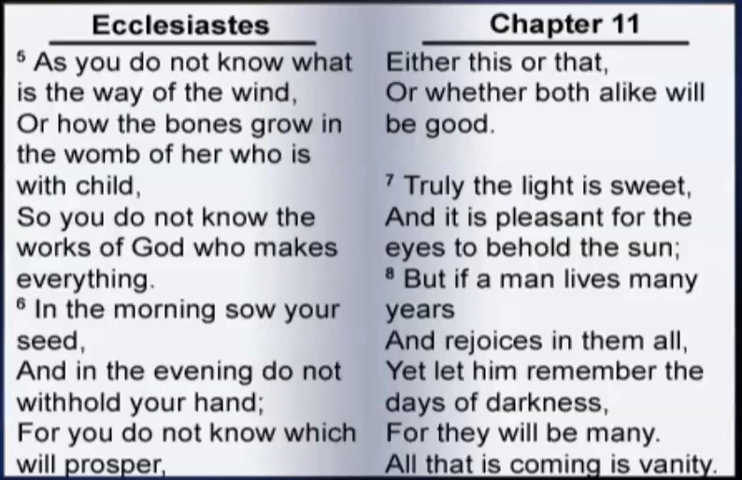 Ecclesiastes
⁵ As you do not know what
is the way of the wind,
Or how the bones grow in
the womb of her who is
with child,
So you do not know the
works of God who makes
everything.
⁶ In the morning sow your
seed,
And in the evening do not
withhold your hand;
For you do not know which
will prosper,
Chapter 11
Either this or that,
Or whether both alike will
be good.
⁷ Truly the light is sweet,
And it is pleasant for the
eyes to behold the sun;
⁸ But if a man lives many
years
And rejoices in them all,
Yet let him remember the
days of darkness,
For they will be many.
All that is coming is vanity.